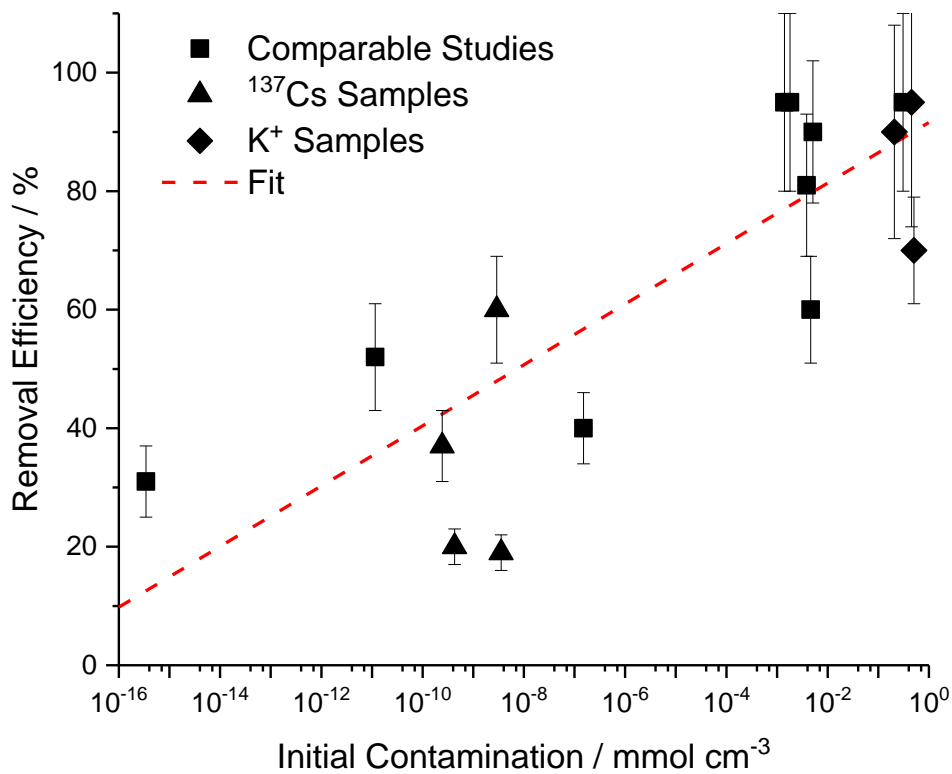 Comparable Studies
¹³⁷Cs Samples
K⁺ Samples
Fit
Removal Efficiency / %
100
80
60
40
20
0
10⁻¹⁶ 10⁻¹⁴ 10⁻¹² 10⁻¹⁰ 10⁻⁸ 10⁻⁶ 10⁻⁴ 10⁻² 10⁰
Initial Contamination / mmol cm⁻³